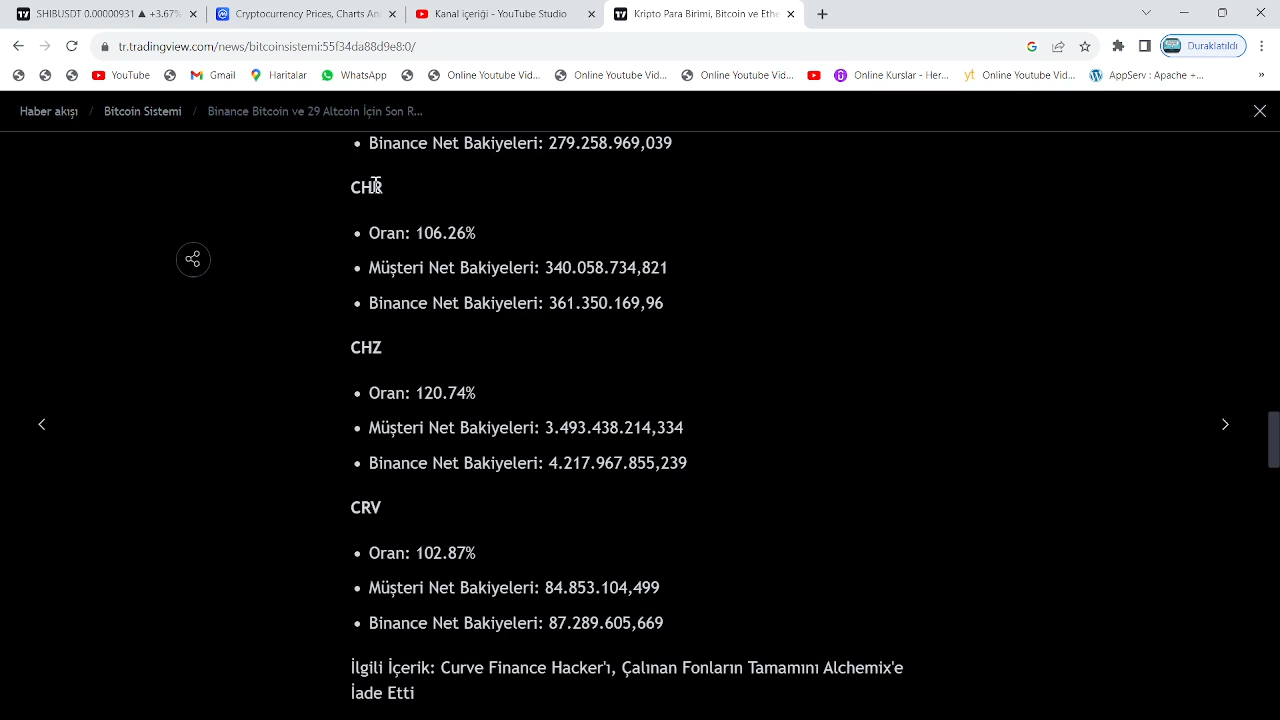 SHIBUSDT 0.00000931 ▲ +3.67%
Cryptocurrency Prices, Charts An
Kanal içeriği - YouTube Studio
Kripto Para Birimi, Bitcoin ve Ethe
tr.tradingview.com/news/bitcoinsistemi:55f34da88d9e8:0/
Duraklatıldı
YouTube
Gmail
Haritalar
WhatsApp
Online Youtube Vid...
Online Youtube Vid...
Online Youtube Vid...
Online Kurslar - Her...
Online Youtube Vid...
AppServ : Apache +...
Haber akışı / Bitcoin Sistemi / Binance Bitcoin ve 29 Altcoin İçin Son R...
• Binance Net Bakiyeleri: 279.258.969,039
CHR
• Oran: 106.26%
• Müşteri Net Bakiyeleri: 340.058.734,821
• Binance Net Bakiyeleri: 361.350.169,96
CHZ
• Oran: 120.74%
• Müşteri Net Bakiyeleri: 3.493.438.214,334
• Binance Net Bakiyeleri: 4.217.967.855,239
CRV
• Oran: 102.87%
• Müşteri Net Bakiyeleri: 84.853.104,499
• Binance Net Bakiyeleri: 87.289.605,669
İlgili İçerik: Curve Finance Hacker'ı, Çalınan Fonların Tamamını Alchemix'e
İade Etti